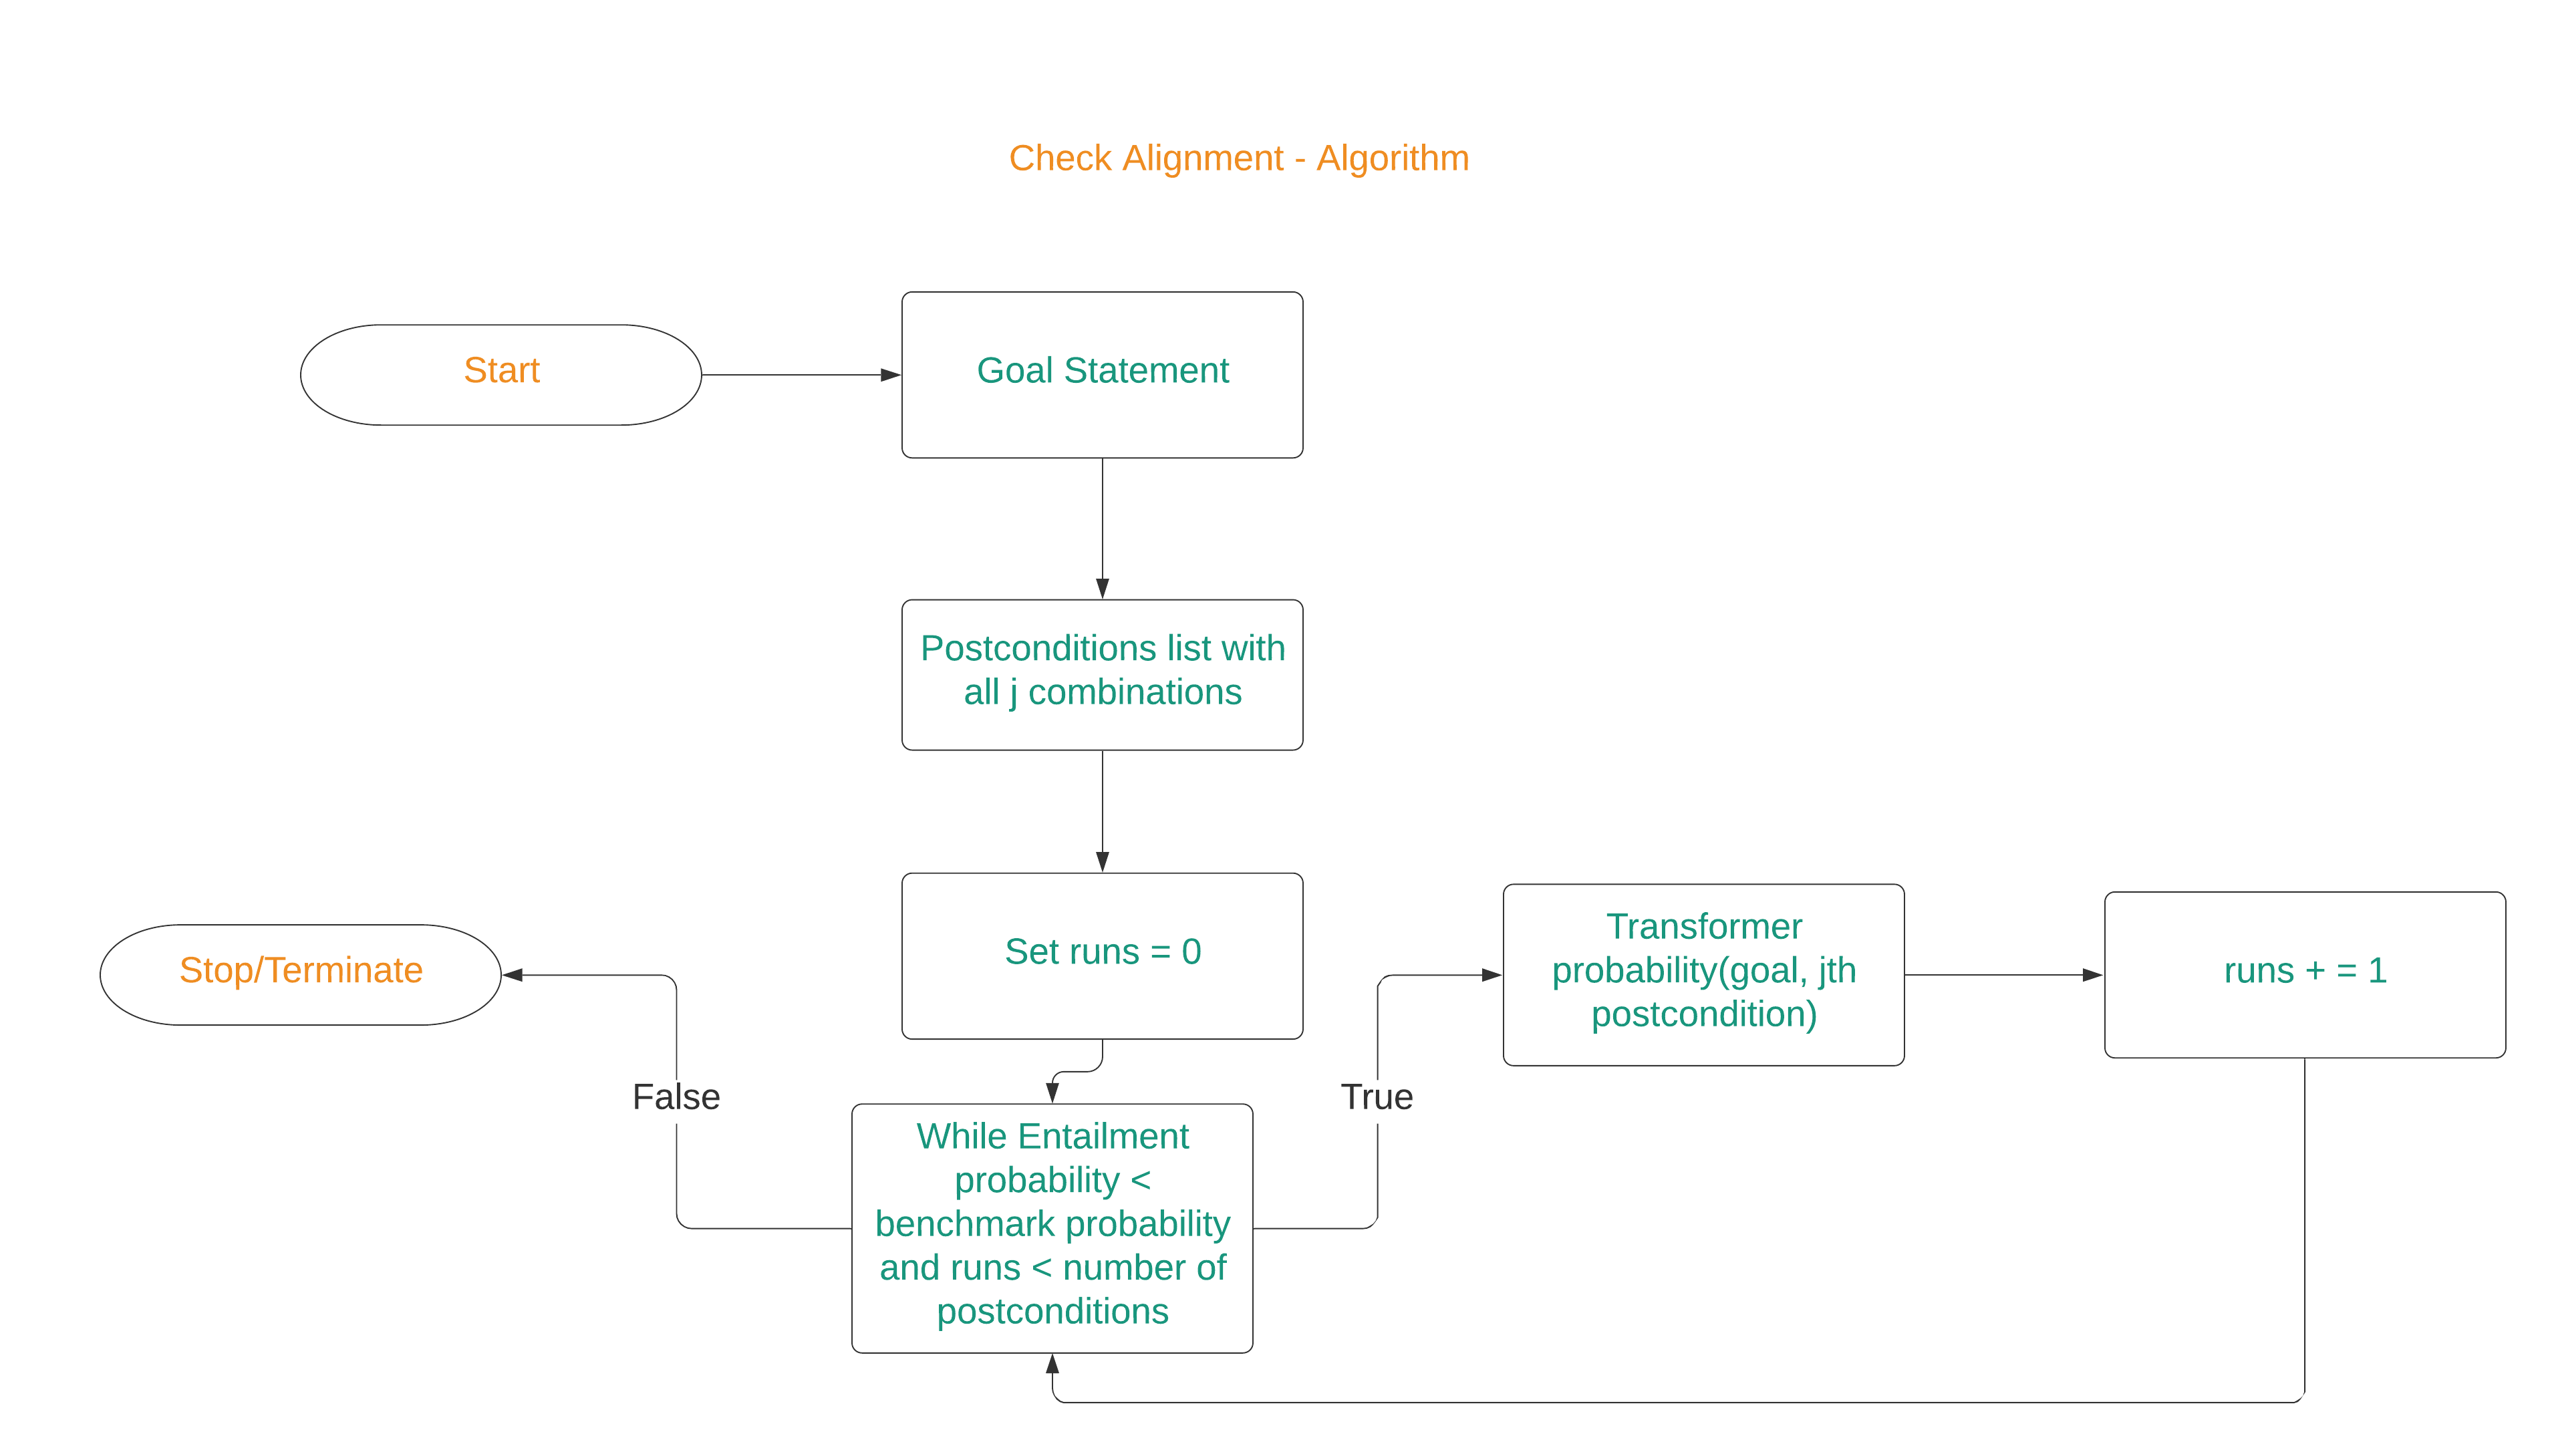 Check Alignment - Algorithm
Start
Goal Statement
Postconditions list with
all j combinations
Set runs = 0
Stop/Terminate
Transformer
probability(goal, jth
postcondition)
runs + = 1
False
True
While Entailment
probability <
benchmark probability
and runs < number of
postconditions